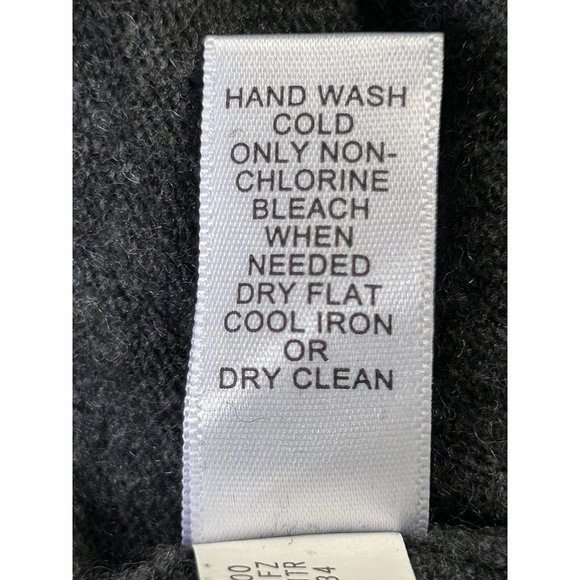 HAND WASH
COLD
ONLY NON-
CHLORINE
BLEACH
WHEN
NEEDED
DRY FLAT
COOL IRON
OR
DRY CLEAN